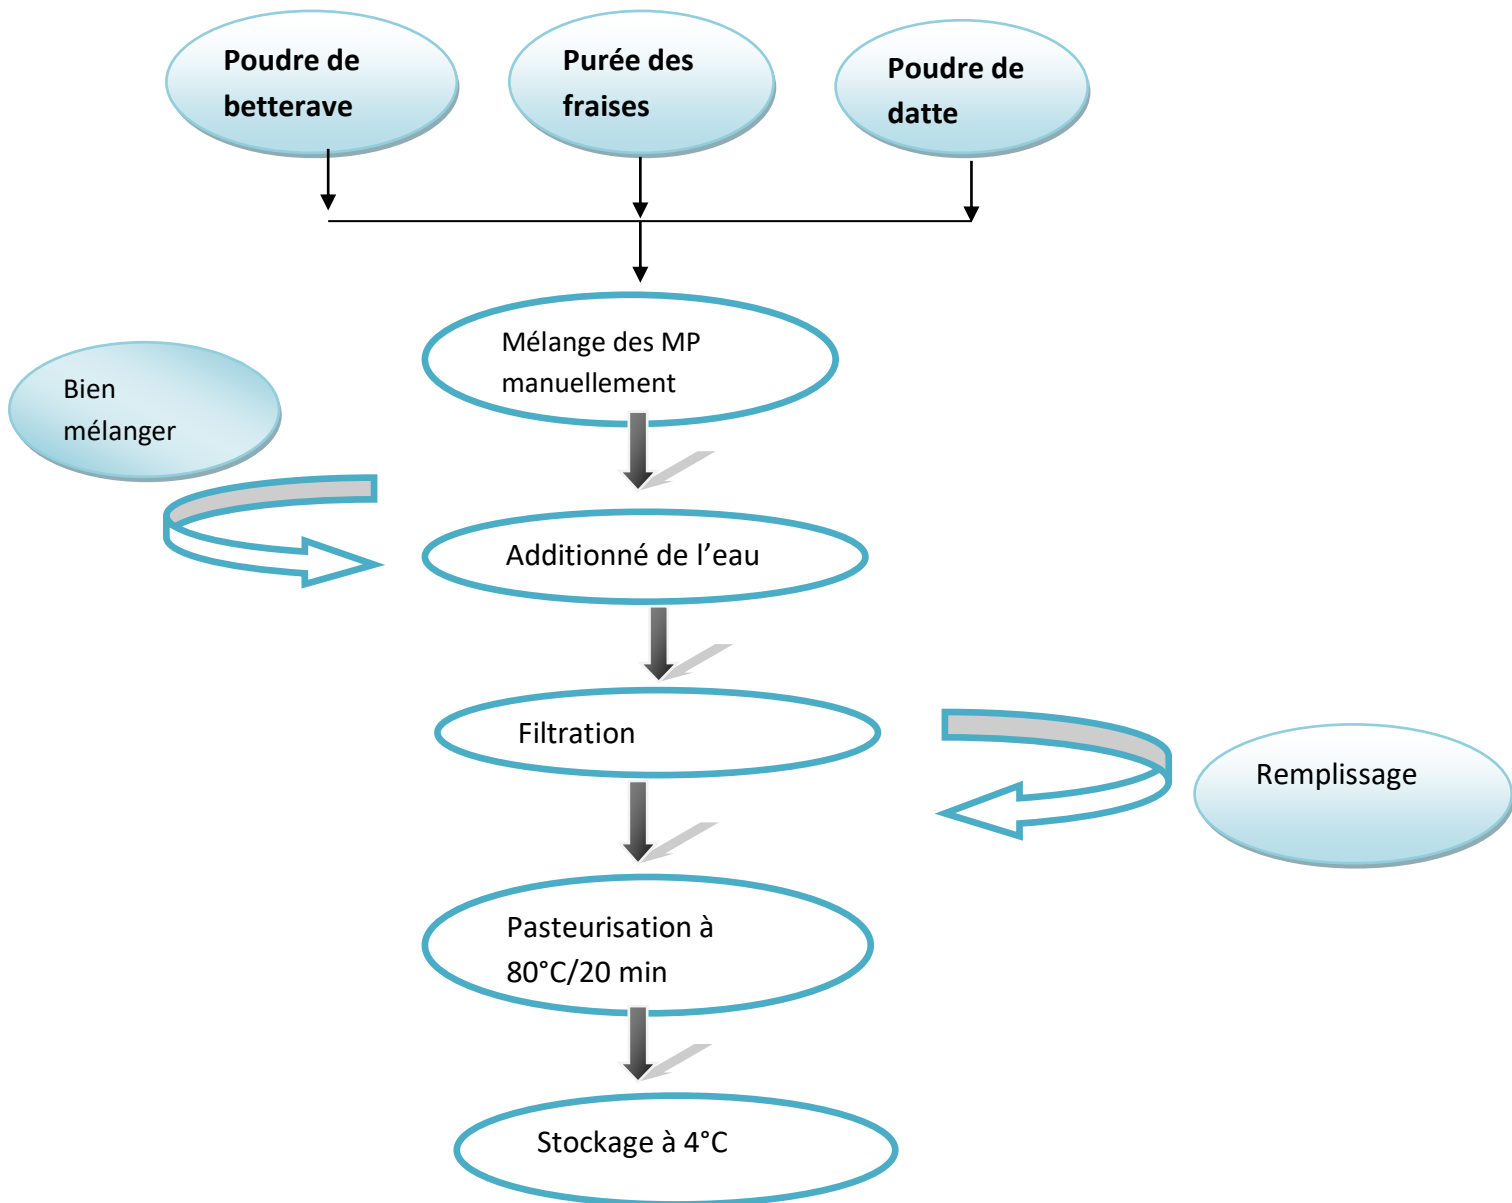 Poudre de
betterave
Purée des
fraises
Poudre de
datte
Mélange des MP
manuellement
Bien
mélanger
Additionné de l’eau
Filtration
Remplissage
Pasteurisation à
80°C/20 min
Stockage à 4°C